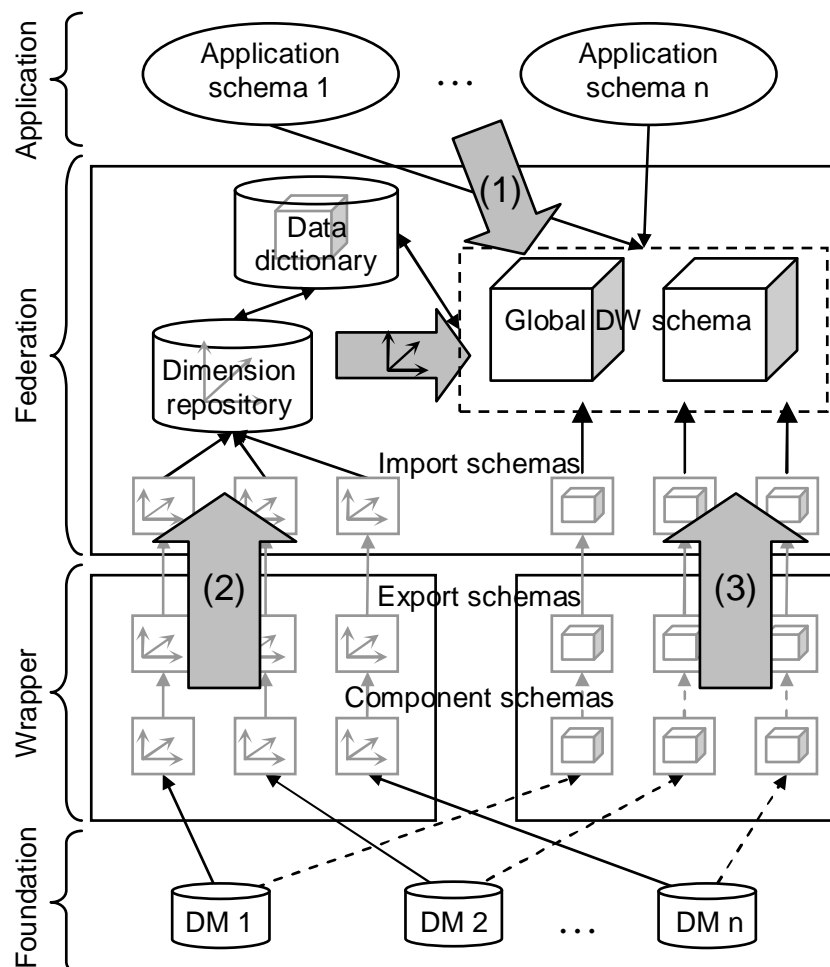 Application
Application
schema 1
...
Application
schema n
Federation
(1)
Data
dictionary
Global DW schema
Dimension
repository
Import schemas
(2)
(3)
Wrapper
Export schemas
Component schemas
Foundation
DM 1
DM 2
...
DM n